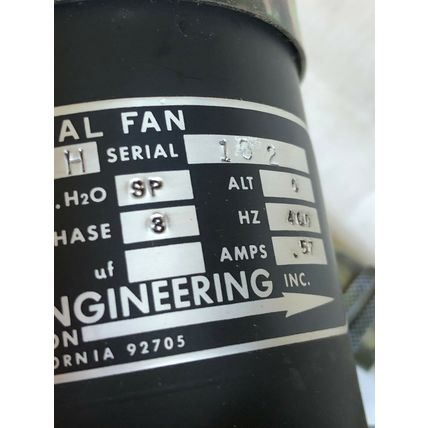 AL FAN
H SERIAL 182
.H2O SP ALT 0
HASE 3 HZ 400
uf AMPS .57
NGINEERING INC.
ON
ORNIA 92705